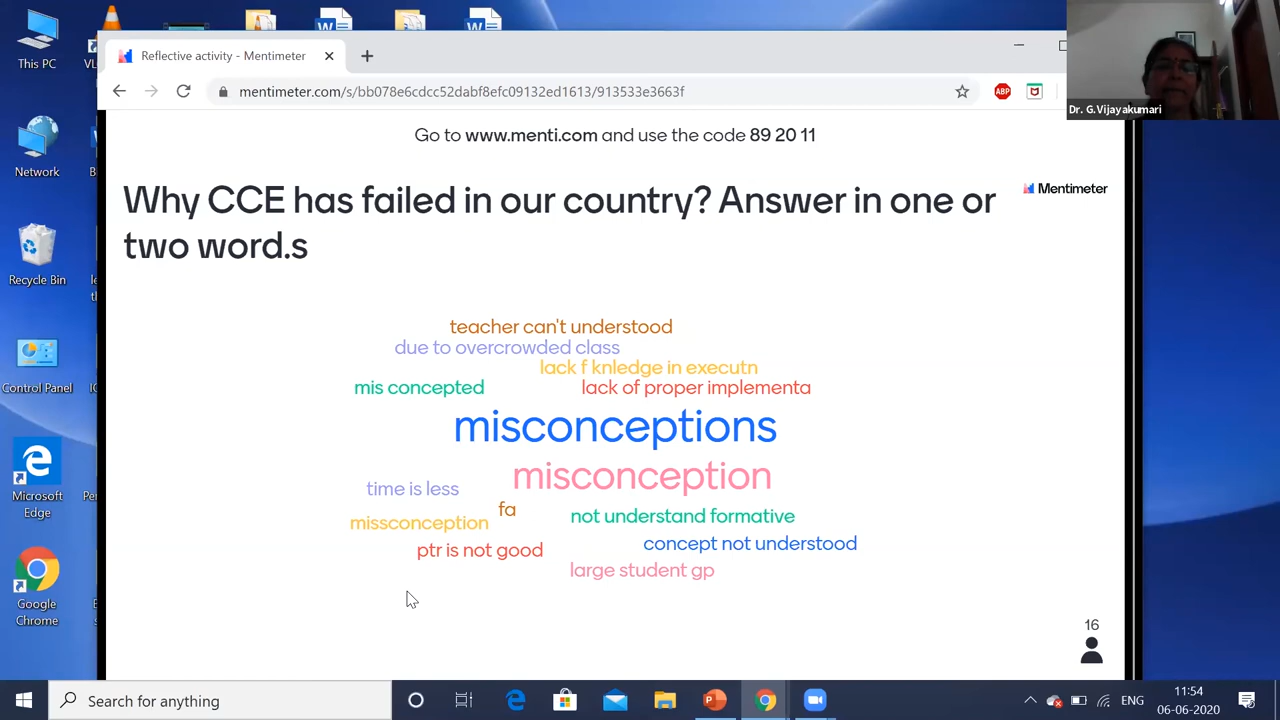 This PC
VL
Network
Recycle Bin
Control Panel
Microsoft
Edge
Google
Chrome
Reflective activity - Mentimeter
mentimeter.com/s/bb078e6cdcc52dabf8efc09132ed1613/913533e3663f
ABP
Dr. G.Vijayakumari
Go to www.menti.com and use the code 89 20 11
Why CCE has failed in our country? Answer in one or
two word.s
Mentimeter
teacher can't understood
due to overcrowded class
lack f knledge in executn
mis concepted
lack of proper implementa
misconceptions
misconception
time is less
fa
not understand formative
missconception
concept not understood
ptr is not good
large student gp
16
Search for anything
ENG
11:54
06-06-2020